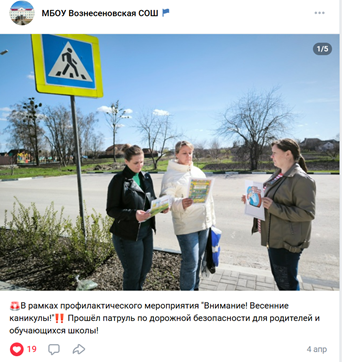 МБОУ Вознесеновская СОШ
1/5
🚨В рамках профилактического мероприятия "Внимание! Весенние
каникулы!"‼️ Прошёл патруль по дорожной безопасности для родителей и
обучающихся школы!
19
4 апр